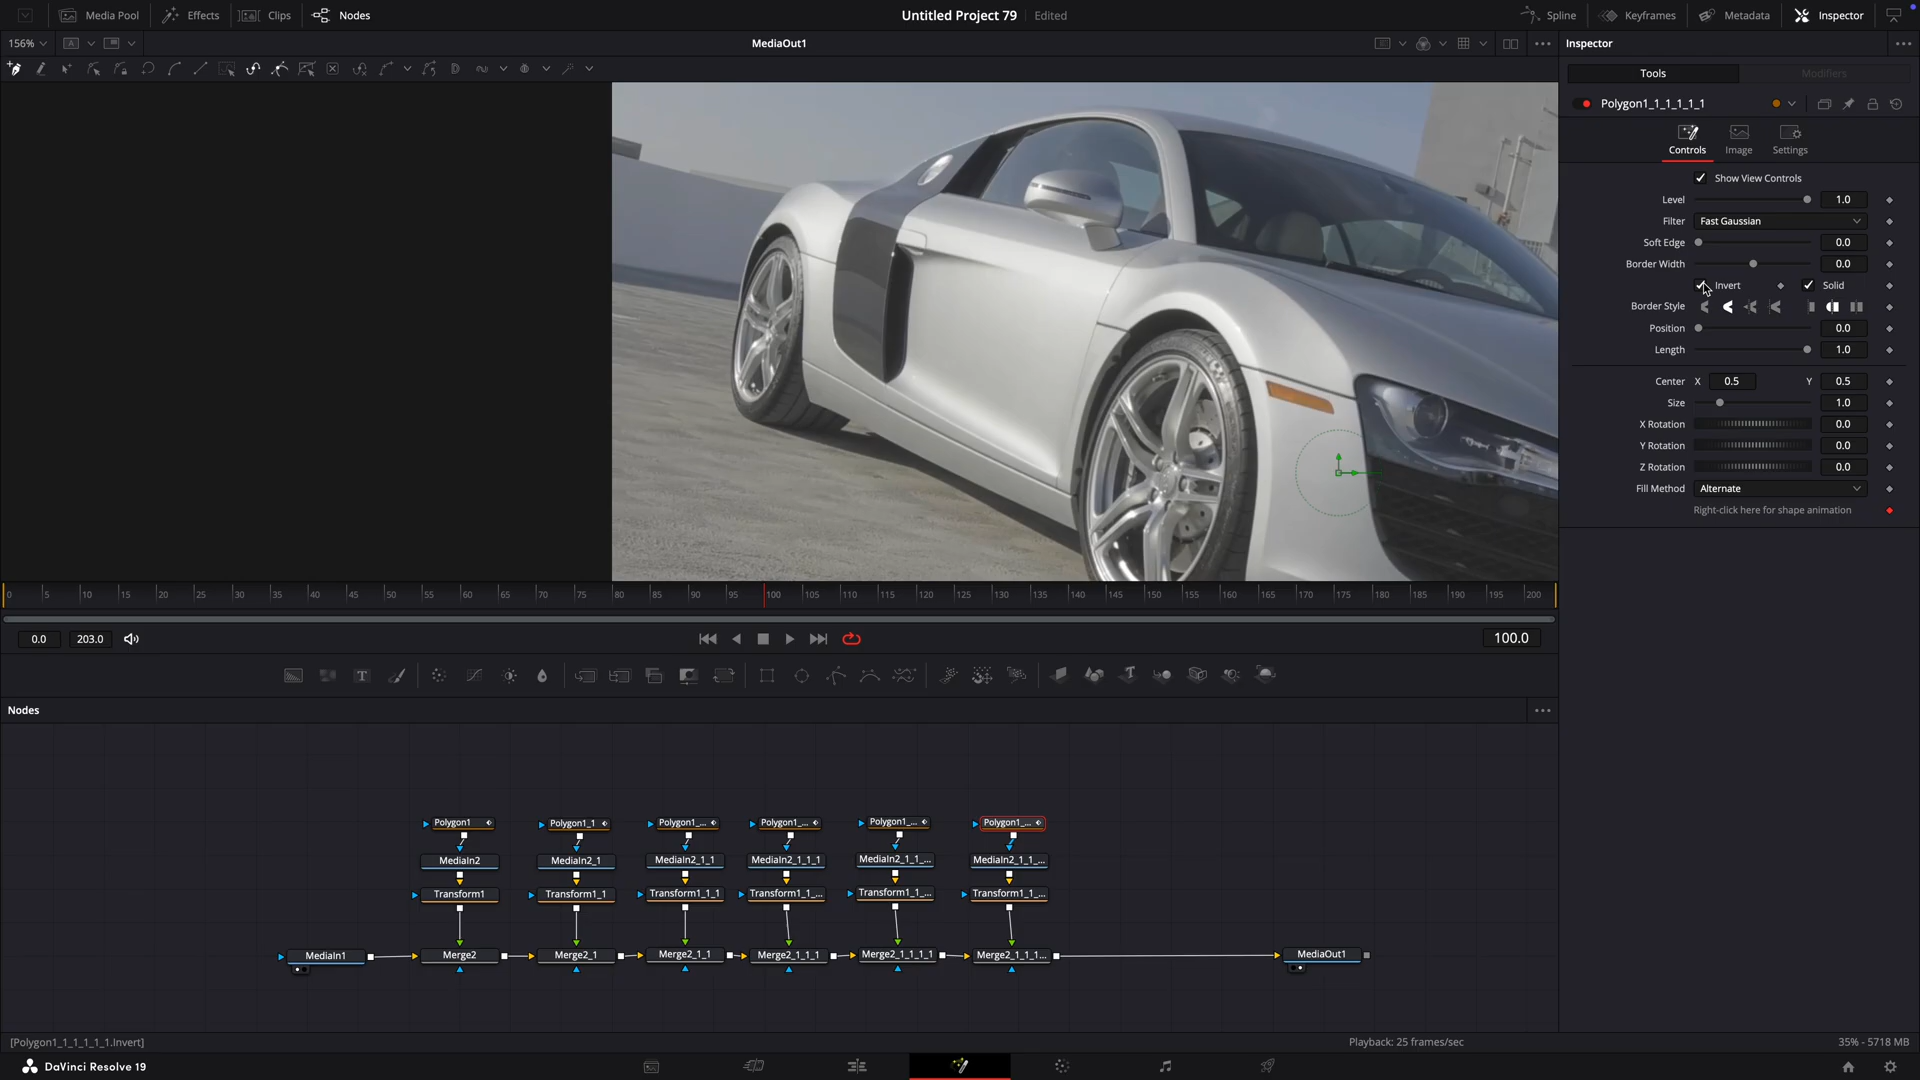 Media Pool
Effects
Clips
Nodes
Untitled Project 79
Edited
Spline
Keyframes
Metadata
Inspector
156%
MediaOut1
Inspector
Tools
Modifiers
Polygon1_1_1_1_1_1
Controls
Image
Settings
Show View Controls
Level 1.0
Filter Fast Gaussian
Soft Edge 0.0
Border Width 0.0
Invert Solid
Border Style
Position 0.0
Length 1.0
Center X 0.5 Y 0.5
Size 1.0
X Rotation 0.0
Y Rotation 0.0
Z Rotation 0.0
Fill Method Alternate
Right-click here for shape animation
0 5 10 15 20 25 30 35 40 45 50 55 60 65 70 75 80 85 90 95 100 105 110 115 120 125 130 135 140 145 150 155 160 165 170 175 180 185 190 195 200
0.0 203.0 100.0
Nodes
Polygon1 Polygon1_1 Polygon1_... Polygon1_... Polygon1_... Polygon1_...
MediaIn2 MediaIn2_1 MediaIn2_1_1 MediaIn2_1_1_1 MediaIn2_1_1_... MediaIn2_1_1_...
Transform1 Transform1_1 Transform1_1_1 Transform1_1_... Transform1_1_... Transform1_1_...
MediaIn1 Merge2 Merge2_1 Merge2_1_1 Merge2_1_1_1 Merge2_1_1_1_1 Merge2_1_1_1... MediaOut1
[Polygon1_1_1_1_1_1.Invert]
Playback: 25 frames/sec
35% - 5718 MB
DaVinci Resolve 19